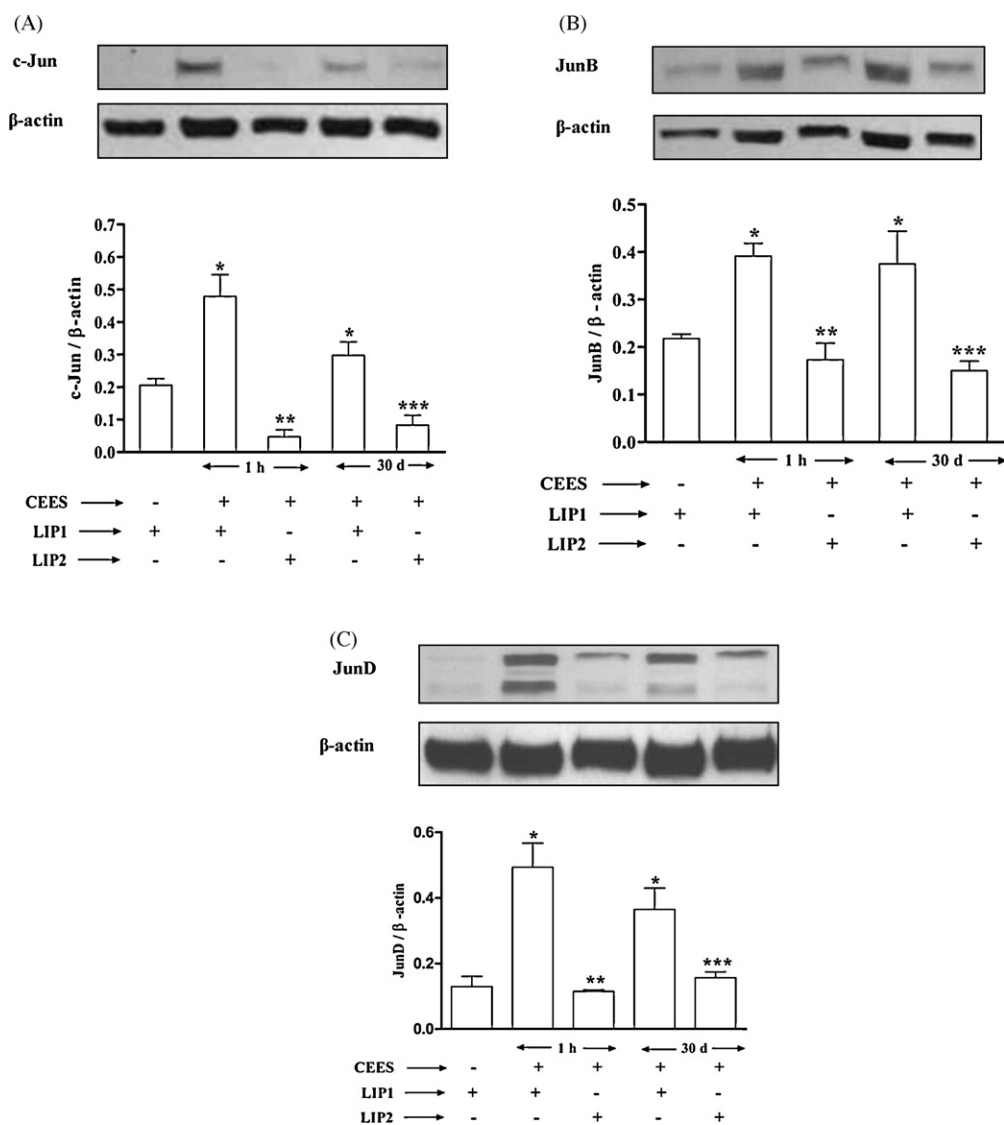 (A)
c-Jun
β-actin
c-Jun / β-actin
0.7
0.6
0.5
0.4
0.3
0.2
0.1
0.0
*
**
*
***
1 h
30 d
CEES - + + + +
LIP1 + + - + -
LIP2 - - + - +
(B)
JunB
β-actin
JunB / β - actin
0.5
0.4
0.3
0.2
0.1
0.0
*
**
*
***
1 h
30 d
CEES - + + + +
LIP1 + + - + -
LIP2 - - + - +
(C)
JunD
β-actin
JunD / β -actin
0.6
0.4
0.2
0.0
*
**
*
***
1 h
30 d
CEES - + + + +
LIP1 + + - + -
LIP2 - - + - +